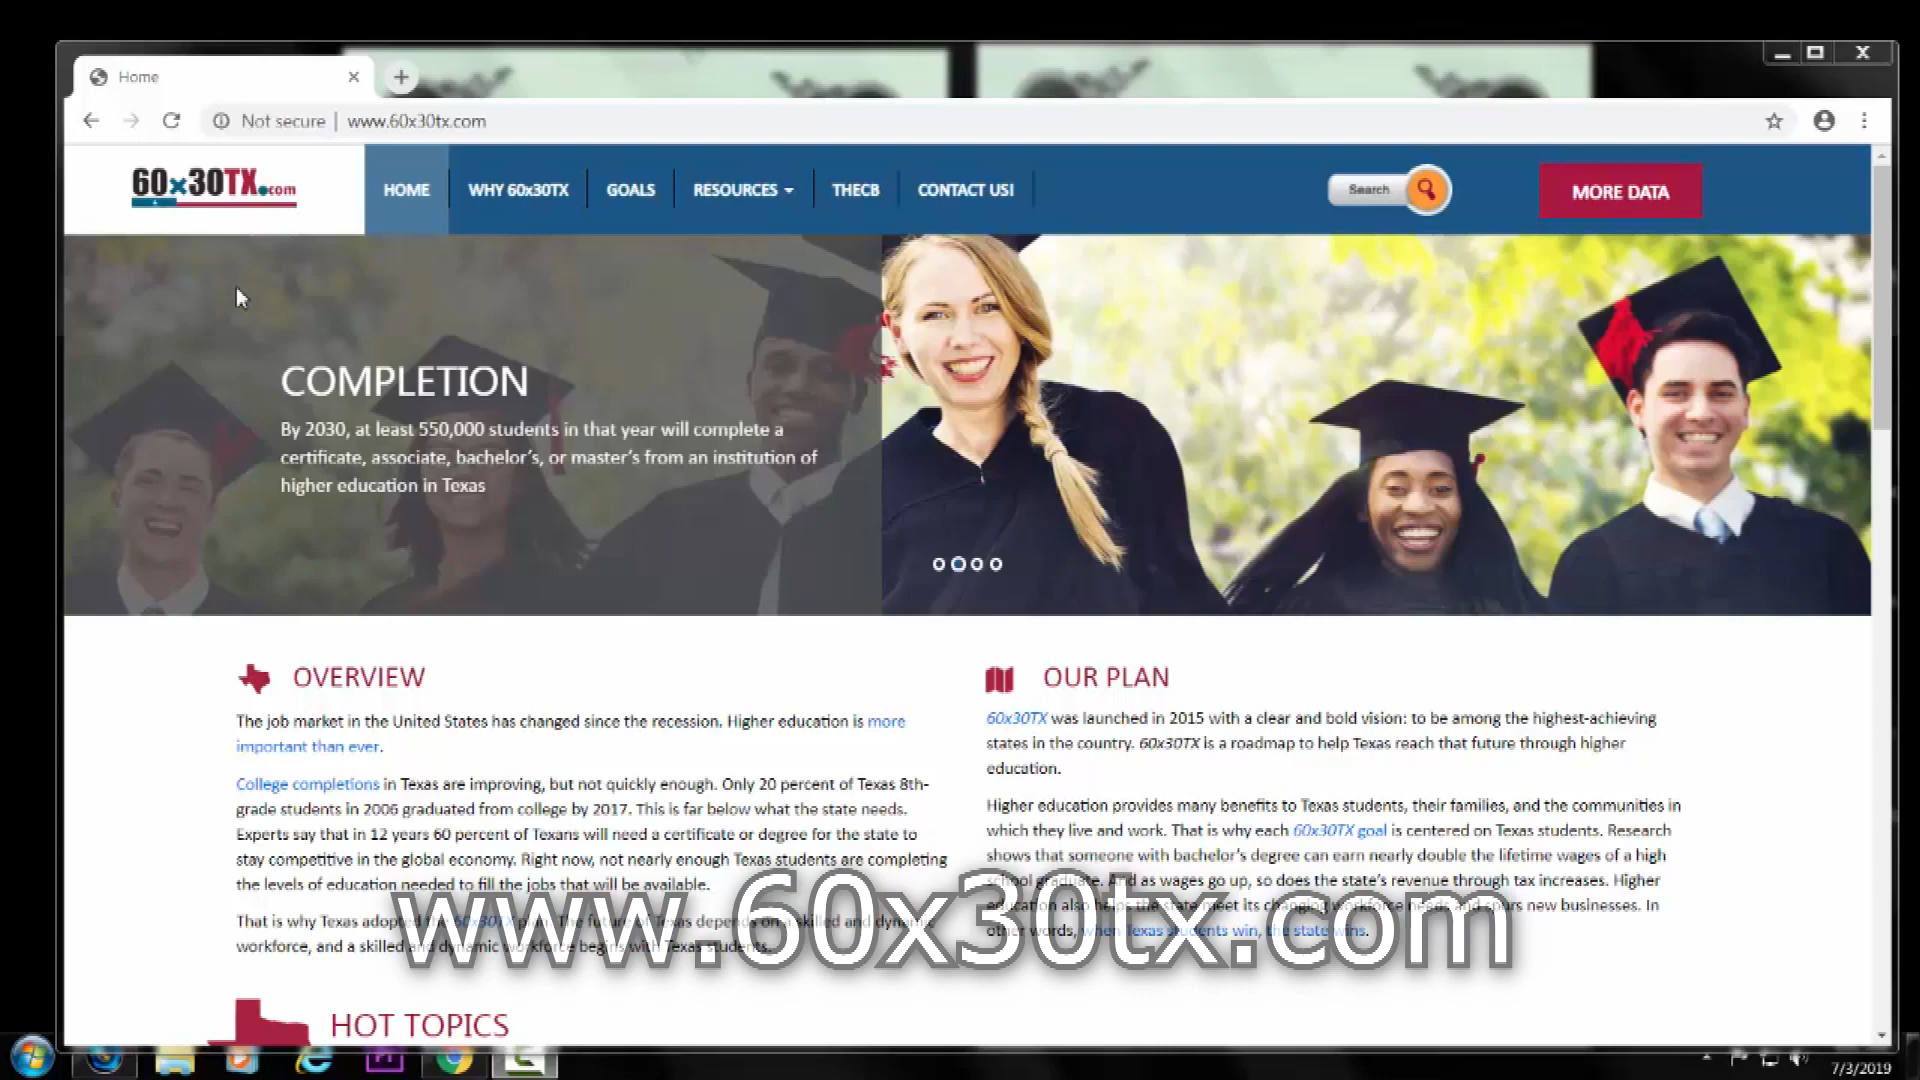 Home
Not secure | www.60x30tx.com
60x30TX.com
HOME
WHY 60x30TX
GOALS
RESOURCES
THECB
CONTACT US!
Search
MORE DATA
COMPLETION
By 2030, at least 550,000 students in that year will complete a
certificate, associate, bachelor's, or master's from an institution of
higher education in Texas
OVERVIEW
The job market in the United States has changed since the recession. Higher education is more
important than ever.
College completions in Texas are improving, but not quickly enough. Only 20 percent of Texas 8th-
grade students in 2006 graduated from college by 2017. This is far below what the state needs.
Experts say that in 12 years 60 percent of Texans will need a certificate or degree for the state to
stay competitive in the global economy. Right now, not nearly enough Texas students are completing
the levels of education needed to fill the jobs that will be available.
That is why Texas adopted the 60x30TX plan. The future of Texas depends on a skilled and dynamic
workforce, and a skilled and dynamic workforce begins with Texas students.
OUR PLAN
60x30TX was launched in 2015 with a clear and bold vision: to be among the highest-achieving
states in the country. 60x30TX is a roadmap to help Texas reach that future through higher
education.
Higher education provides many benefits to Texas students, their families, and the communities in
which they live and work. That is why each 60x30TX goal is centered on Texas students. Research
shows that someone with bachelor's degree can earn nearly double the lifetime wages of a high
school graduate. And as wages go up, so does the state's revenue through tax increases. Higher
education also helps the state meet its changing workforce needs and spurs new businesses. In
other words, when Texas students win, the state wins.
www.60x30tx.com
HOT TOPICS
7/3/2019